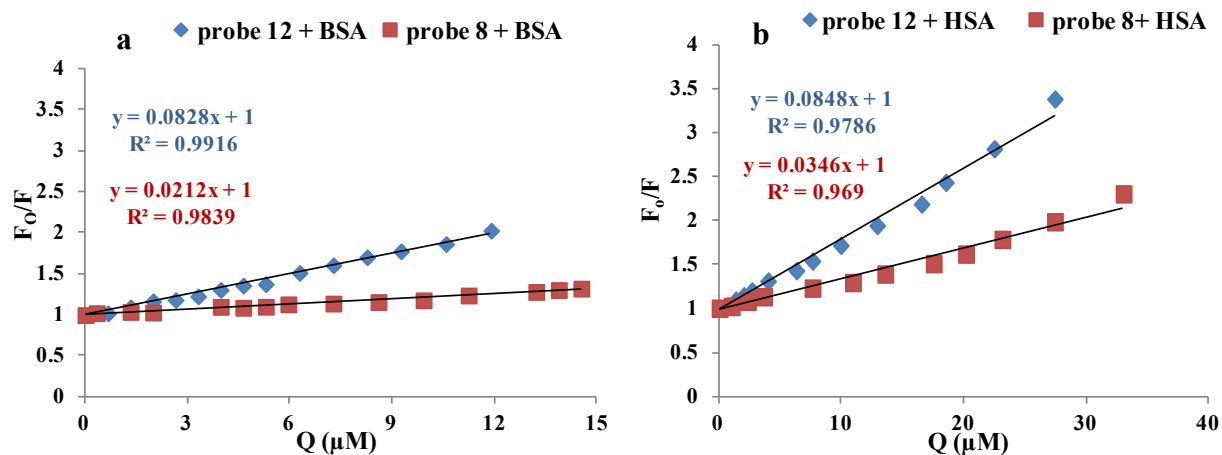 a
probe 12 + BSA probe 8 + BSA
4
3.5
3
2.5
2
1.5
1
0.5
0
y = 0.0828x + 1
R² = 0.9916
y = 0.0212x + 1
R² = 0.9839
F_O/F
0 3 6 9 12 15
Q (µM)
b
probe 12 + HSA probe 8+ HSA
4
3.5
3
2.5
2
1.5
1
0.5
0
y = 0.0848x + 1
R² = 0.9786
y = 0.0346x + 1
R² = 0.969
F_o/F
0 10 20 30 40
Q (µM)